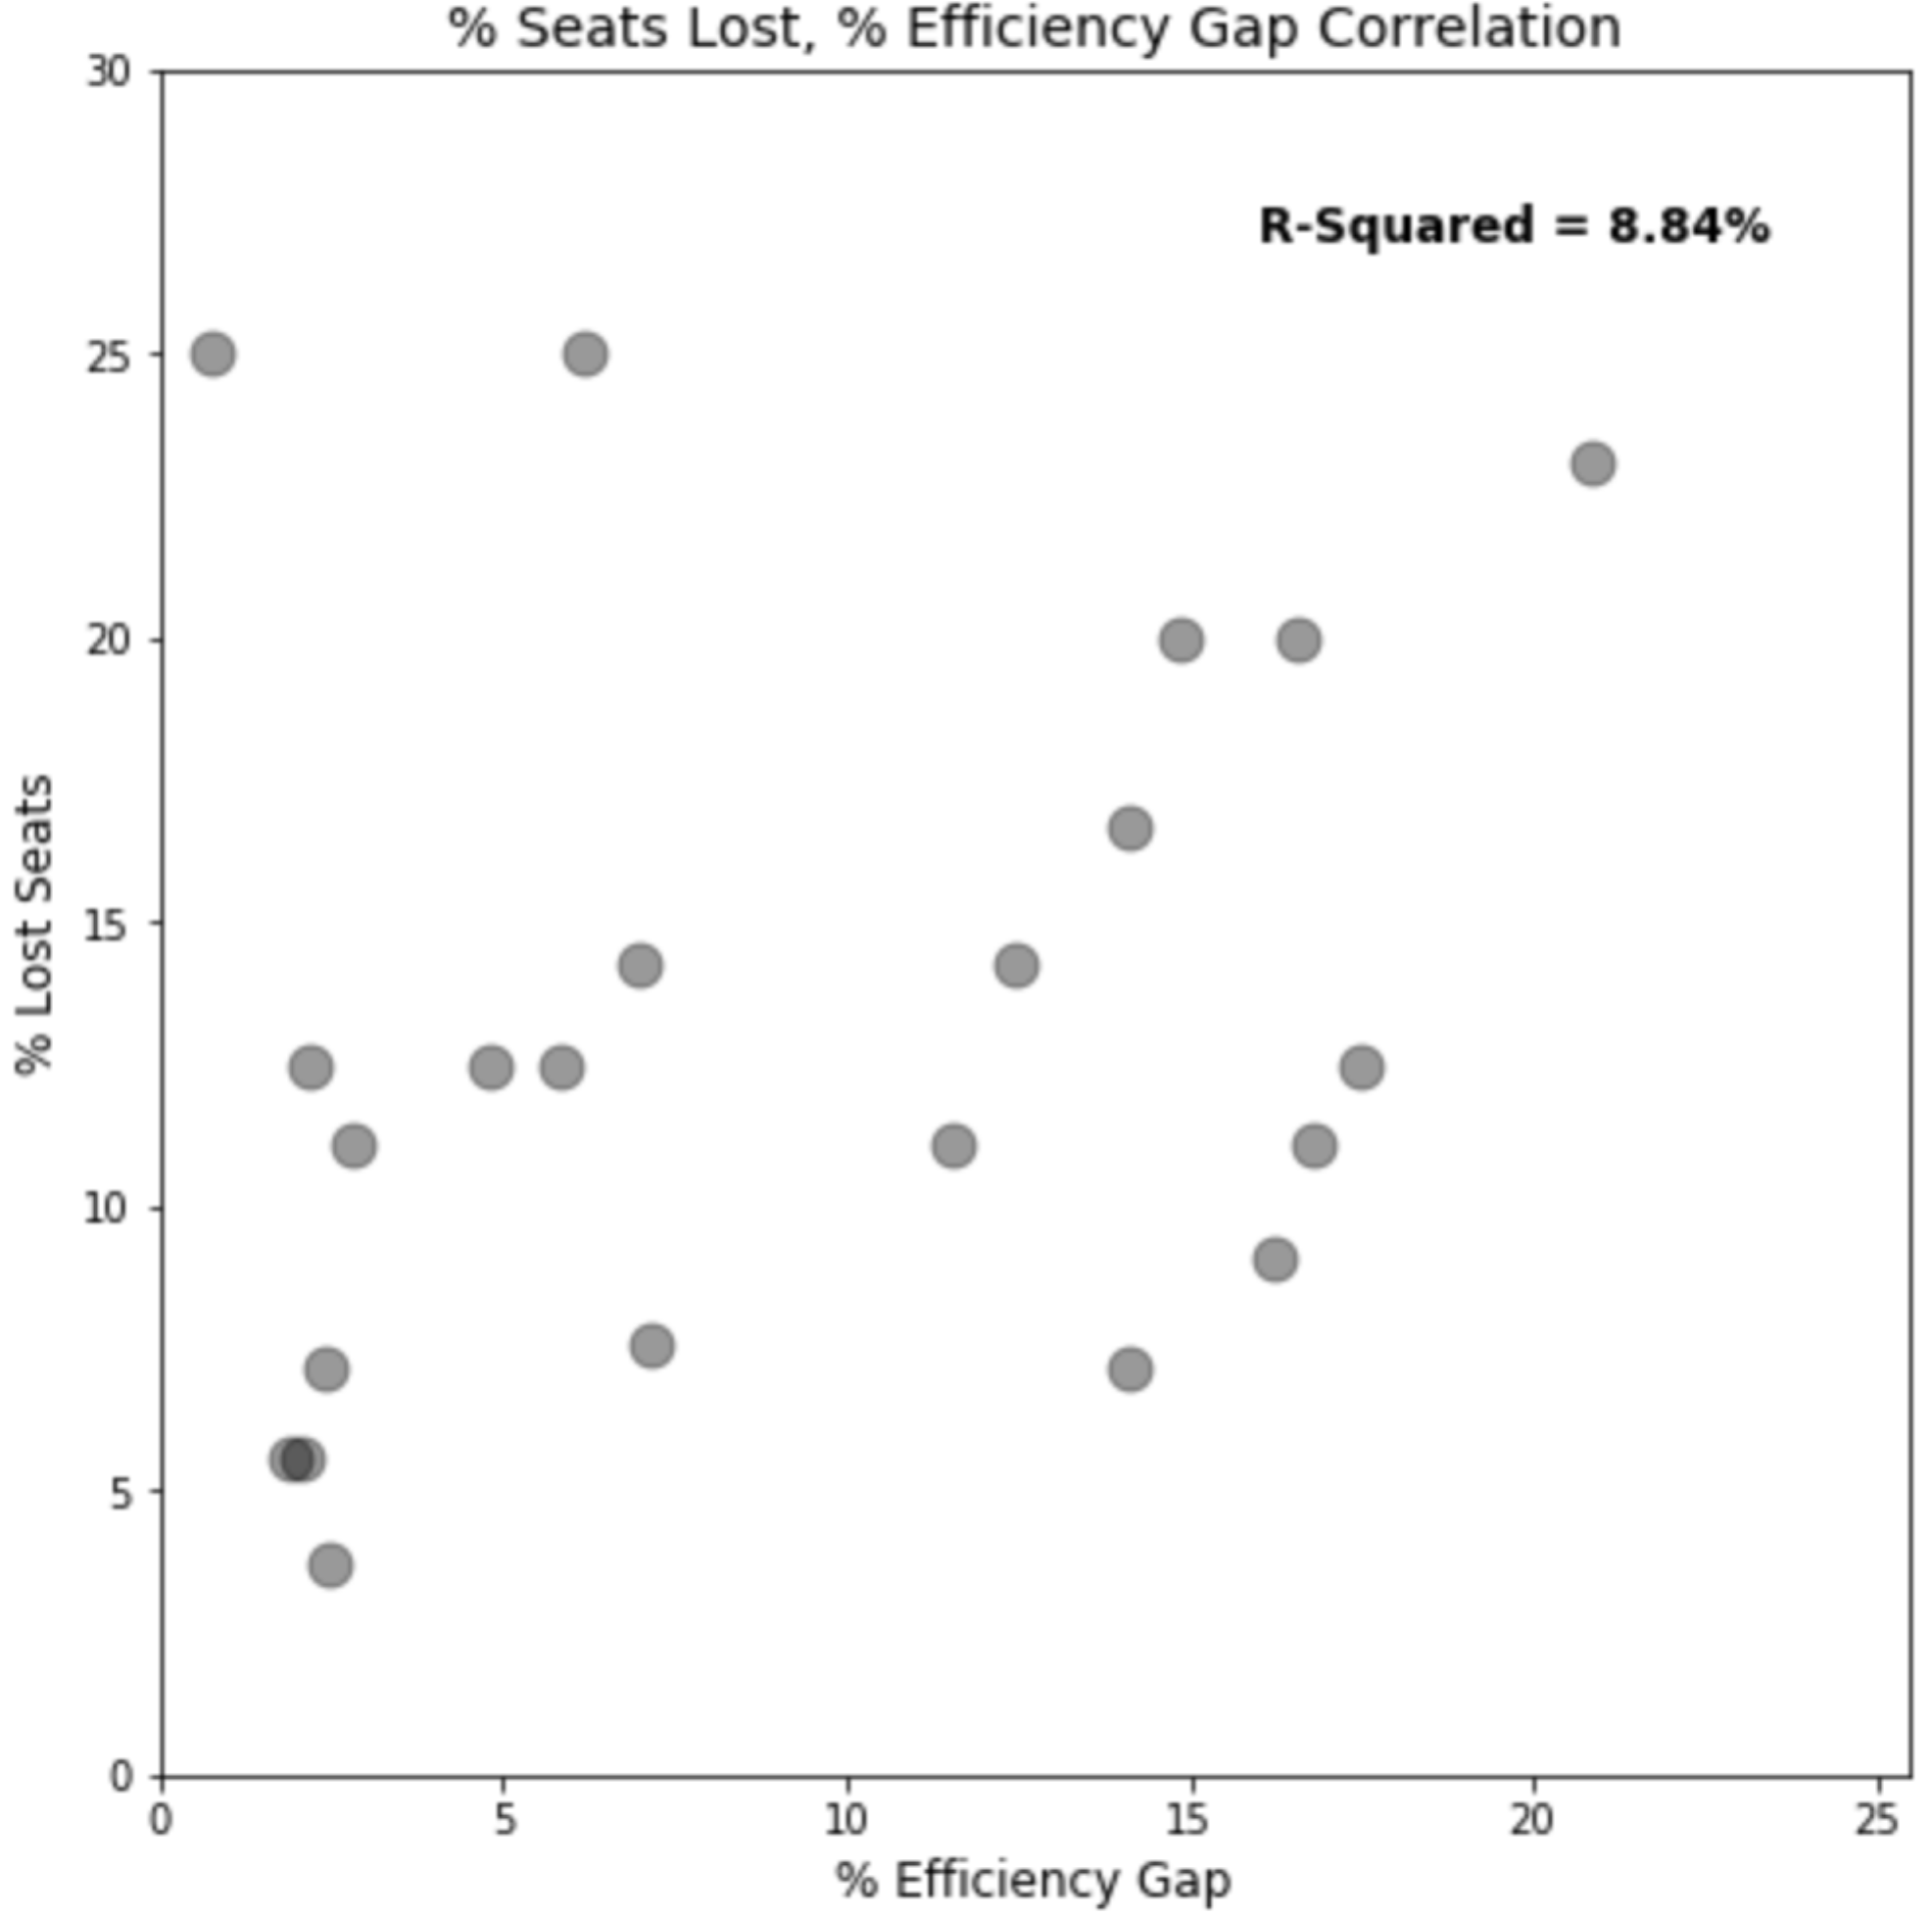 % Seats Lost, % Efficiency Gap Correlation
30
R-Squared = 8.84%
25
20
% Lost Seats
15
10
5
0
0 5 10 15 20 25
% Efficiency Gap